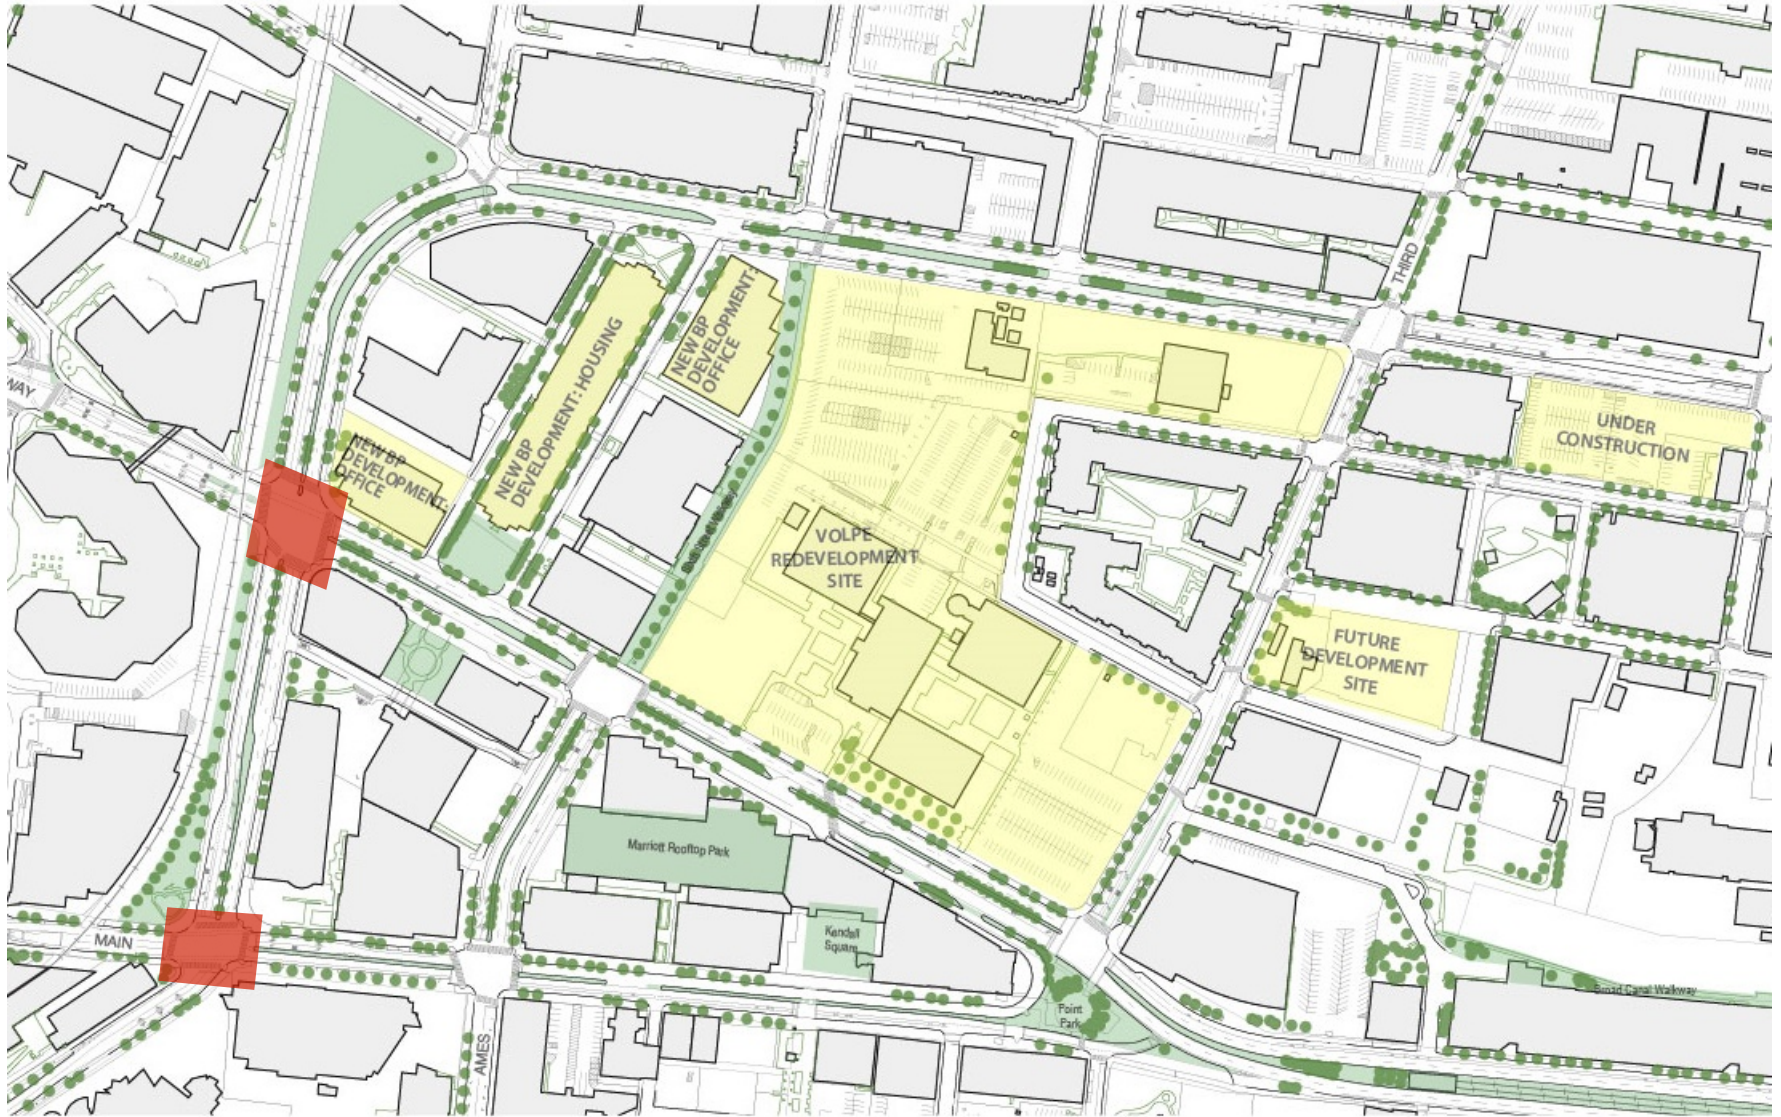 THIRD
WAY
NEW BP
DEVELOPMENT:
OFFICE
NEW BP
DEVELOPMENT: HOUSING
NEW BP
DEVELOPMENT:
OFFICE
UNDER
CONSTRUCTION
VOLPE
REDEVELOPMENT
SITE
FUTURE
DEVELOPMENT
SITE
Marriott Rooftop Park
Kendall
Square
MAIN
Point
Park
Broad Canal Walkway
AMES